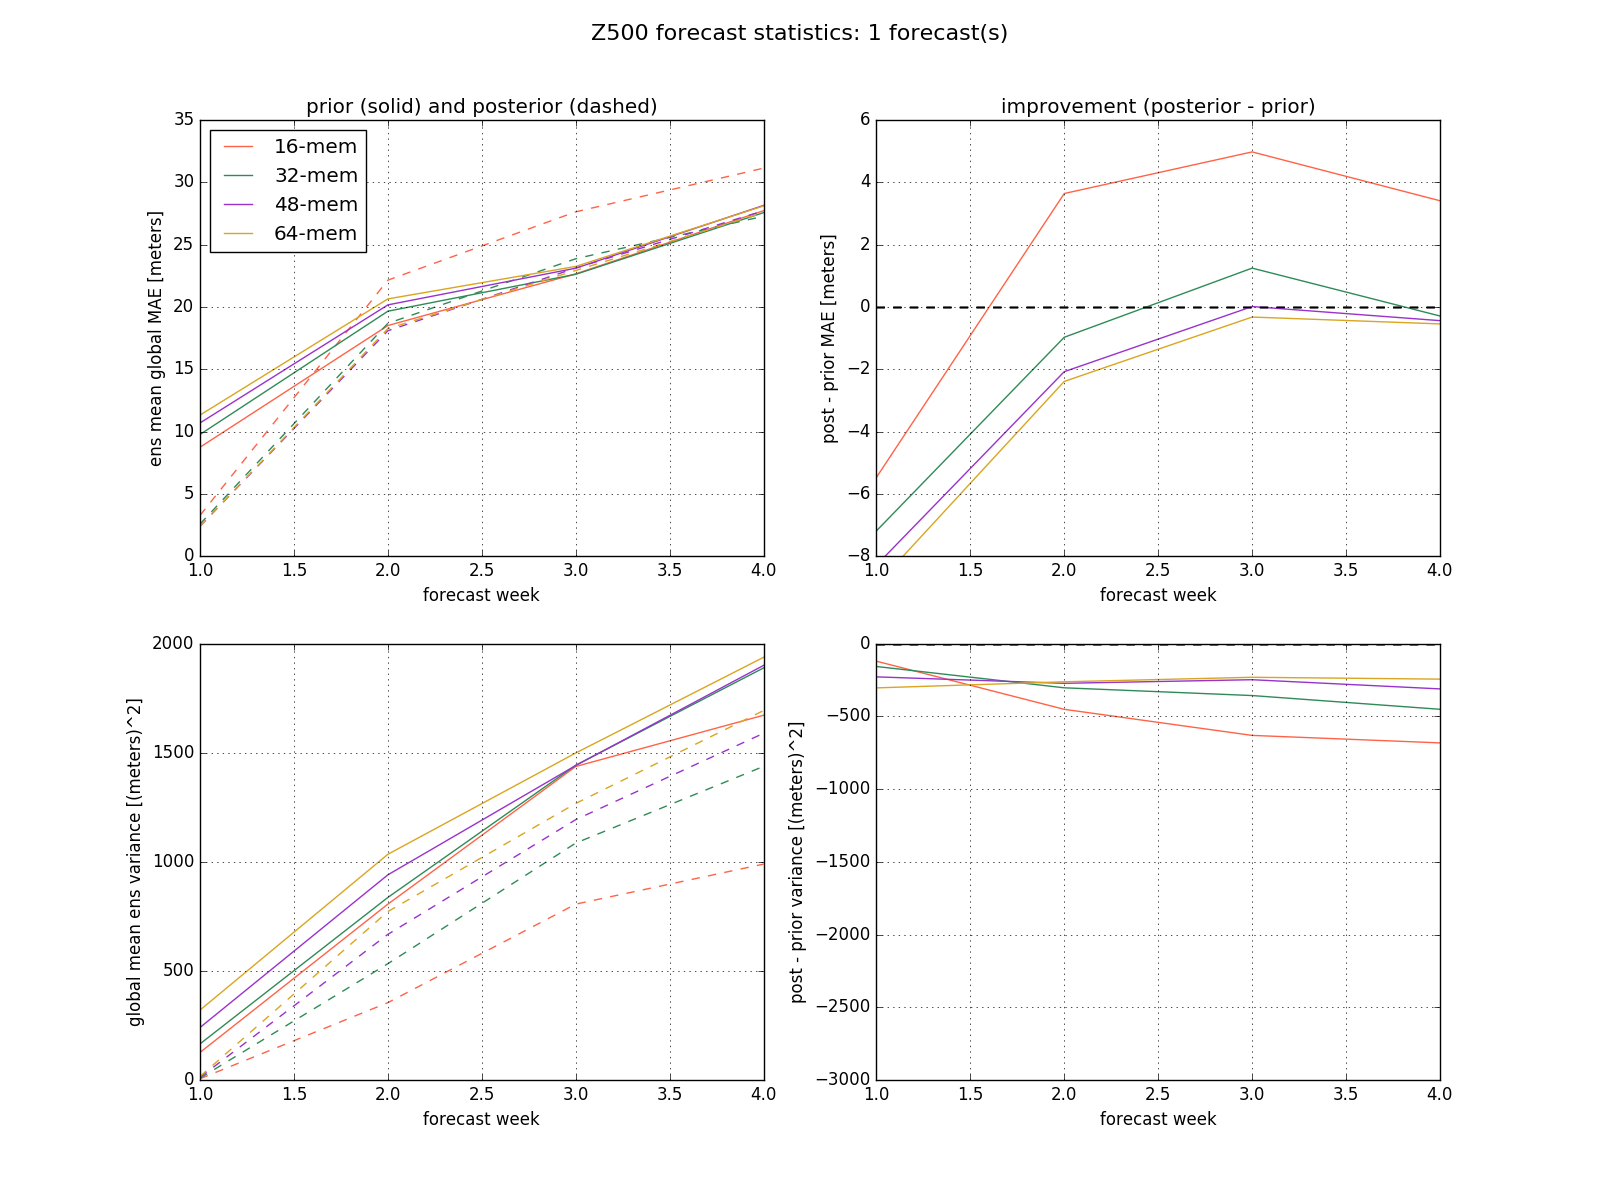 Z500 forecast statistics: 1 forecast(s)
prior (solid) and posterior (dashed)
ens mean global MAE [meters]
35
30
25
20
15
10
5
0
16-mem
32-mem
48-mem
64-mem
1.0 1.5 2.0 2.5 3.0 3.5 4.0
forecast week
improvement (posterior - prior)
post - prior MAE [meters]
6
4
2
0
−2
−4
−6
−8
1.0 1.5 2.0 2.5 3.0 3.5 4.0
forecast week
global mean ens variance [(meters)^2]
2000
1500
1000
500
0
1.0 1.5 2.0 2.5 3.0 3.5 4.0
forecast week
post - prior variance [(meters)^2]
0
−500
−1000
−1500
−2000
−2500
−3000
1.0 1.5 2.0 2.5 3.0 3.5 4.0
forecast week